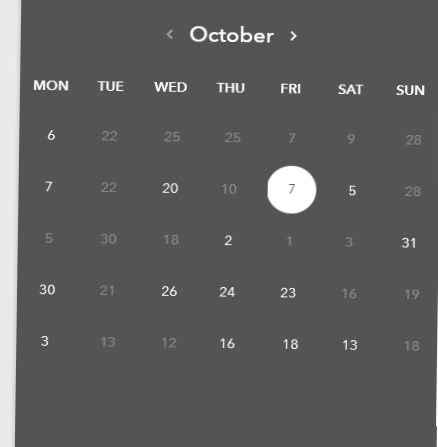 ‹ October ›
MON TUE WED THU FRI SAT SUN
6 22 25 25 7 9 28
7 22 20 10 7 5 28
5 30 18 2 1 3 31
30 21 26 24 23 16 19
3 13 12 16 18 13 18